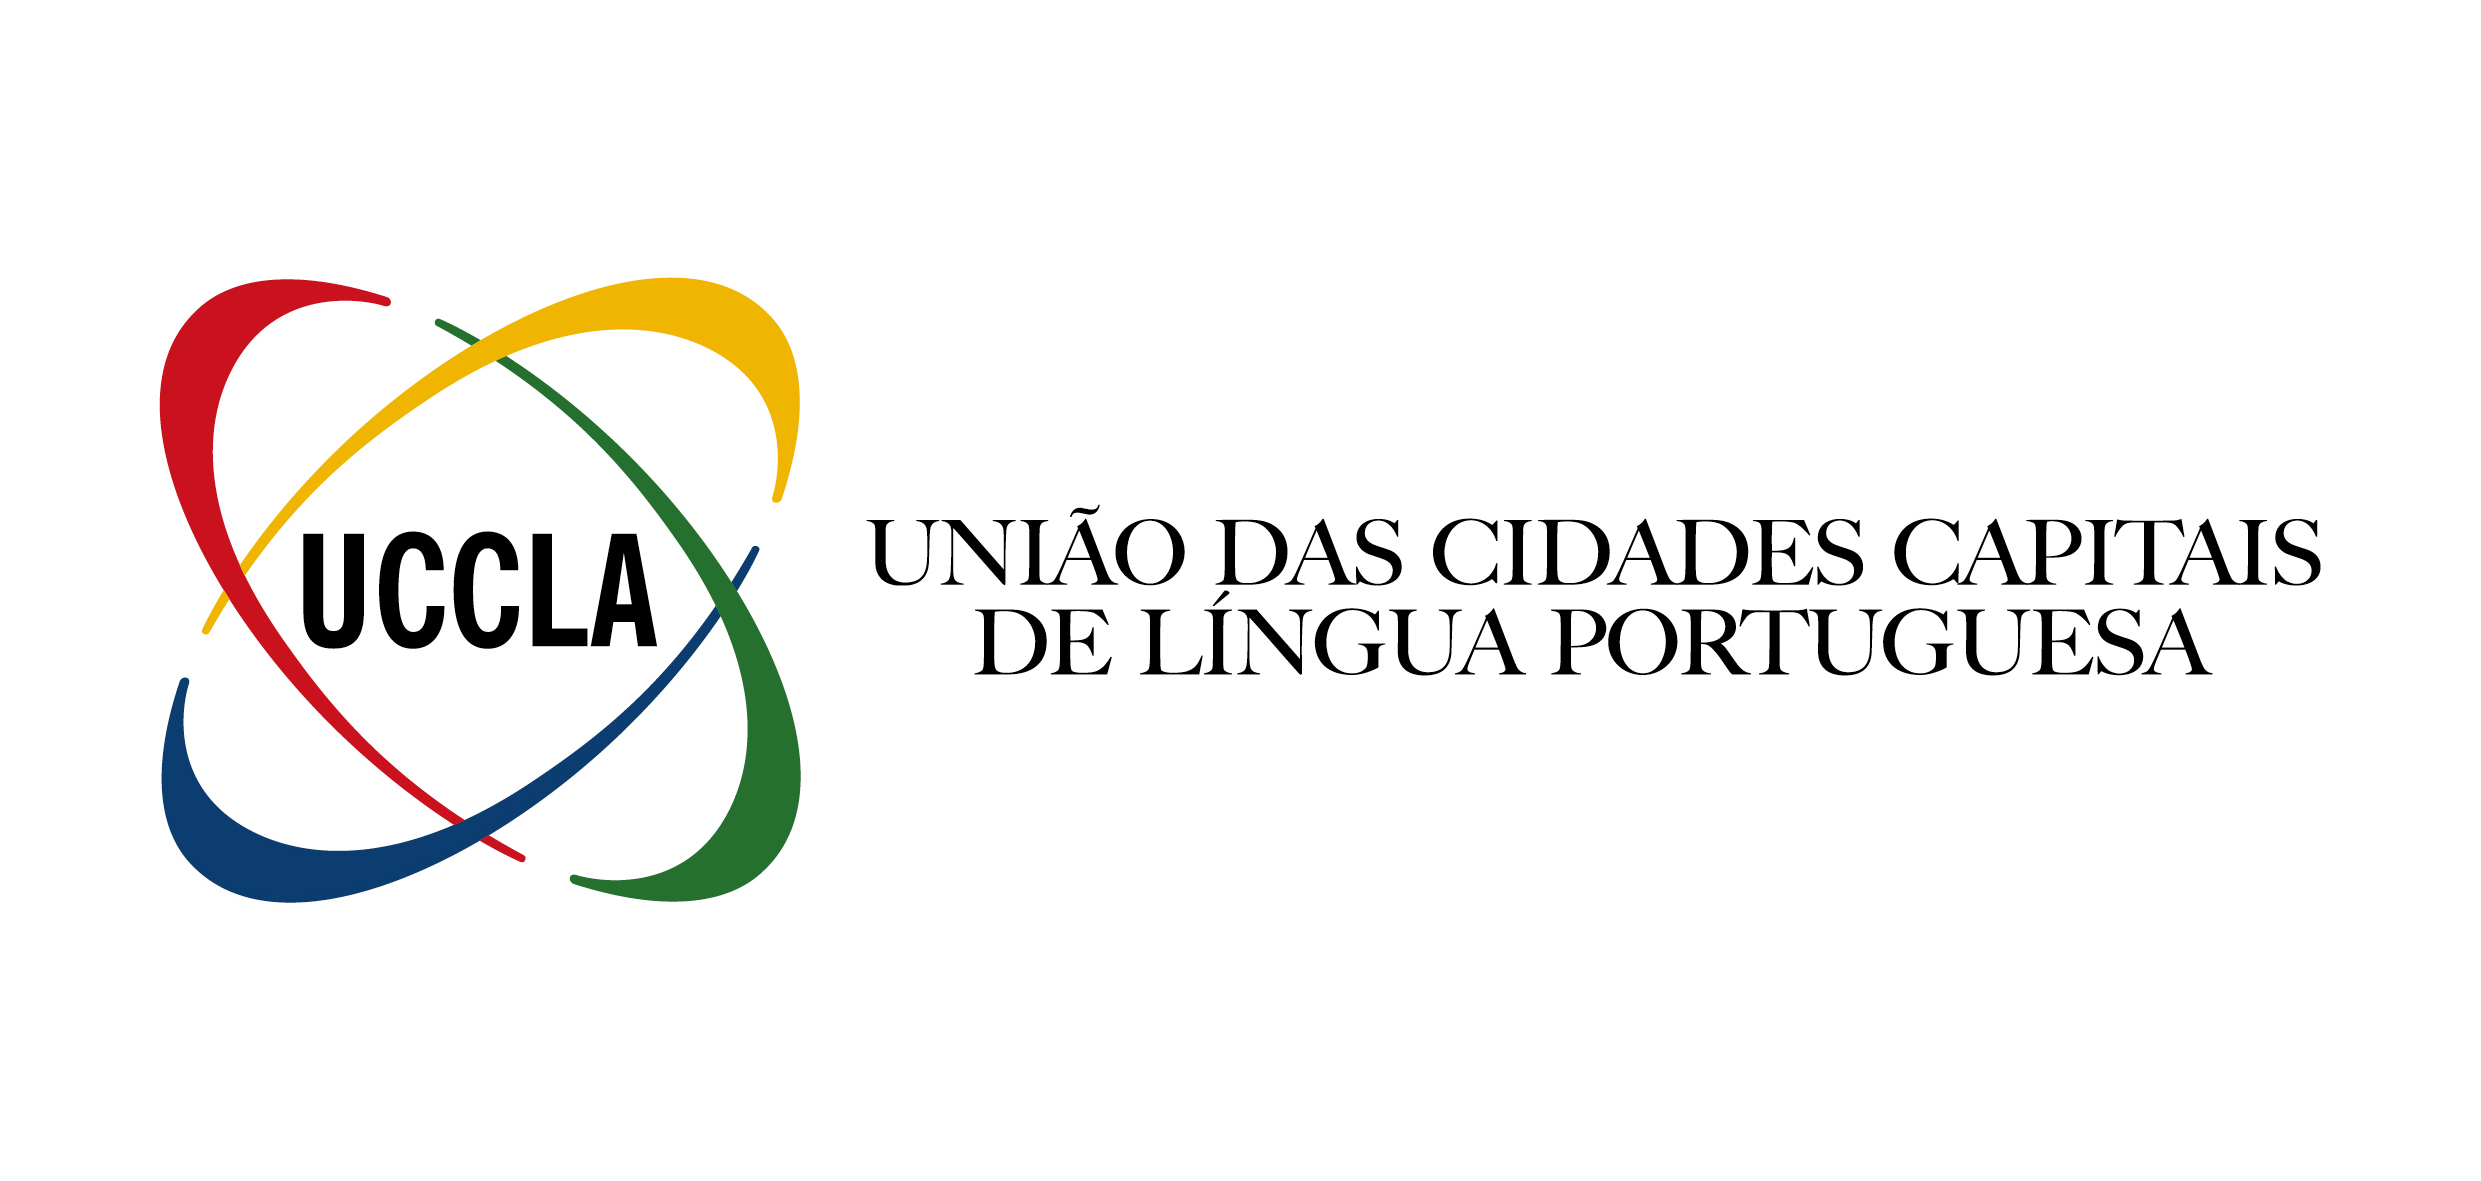 UCCLA
UNIÃO DAS CIDADES CAPITAIS
DE LÍNGUA PORTUGUESA